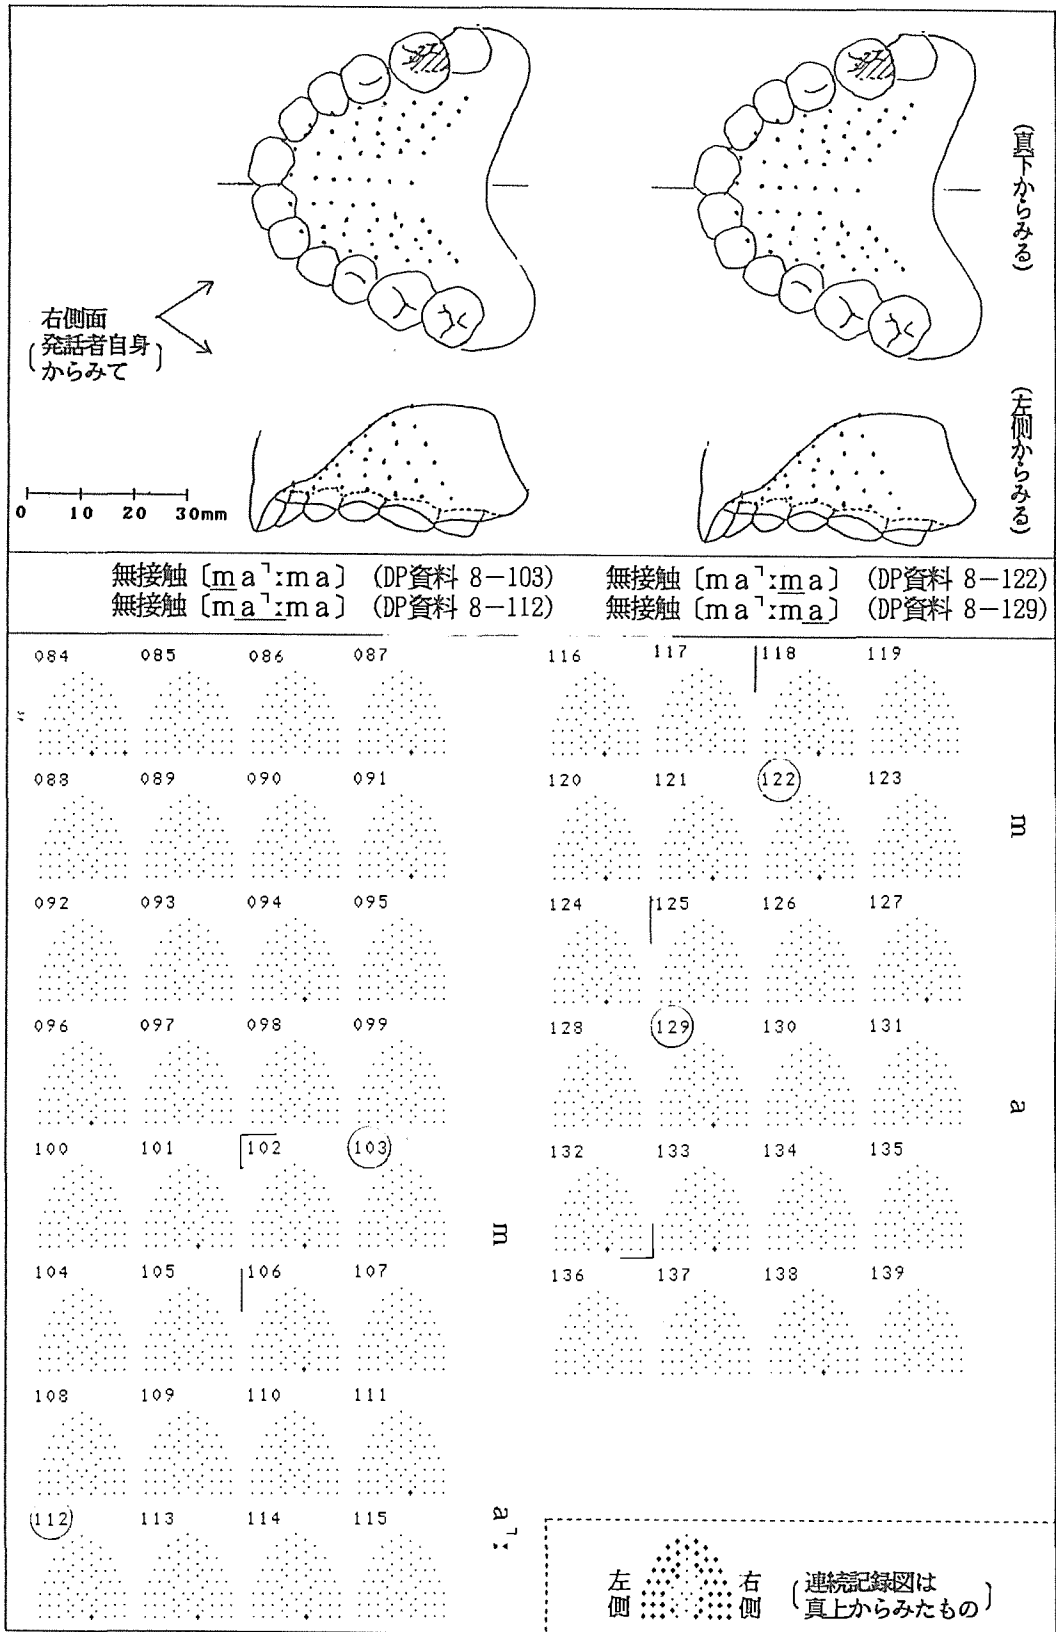 (真下からみる)
右側面
(発話者自身
からみて)
(左側からみる)
0 10 20 30mm
無接触 〔ma˺:ma〕 (DP資料 8-103)
無接触 〔ma˺:ma〕 (DP資料 8-112)
無接触 〔ma˺:ma〕 (DP資料 8-122)
無接触 〔ma˺:ma〕 (DP資料 8-129)
084 085 086 087
088 089 090 091
092 093 094 095
096 097 098 099
100 101 102 103
m
104 105 106 107
108 109 110 111
112 113 114 115
a˺:
116 117 118 119
120 121 122 123
m
124 125 126 127
128 129 130 131
a
132 133 134 135
136 137 138 139
左側
右側
(連続記録図は
真上からみたもの)